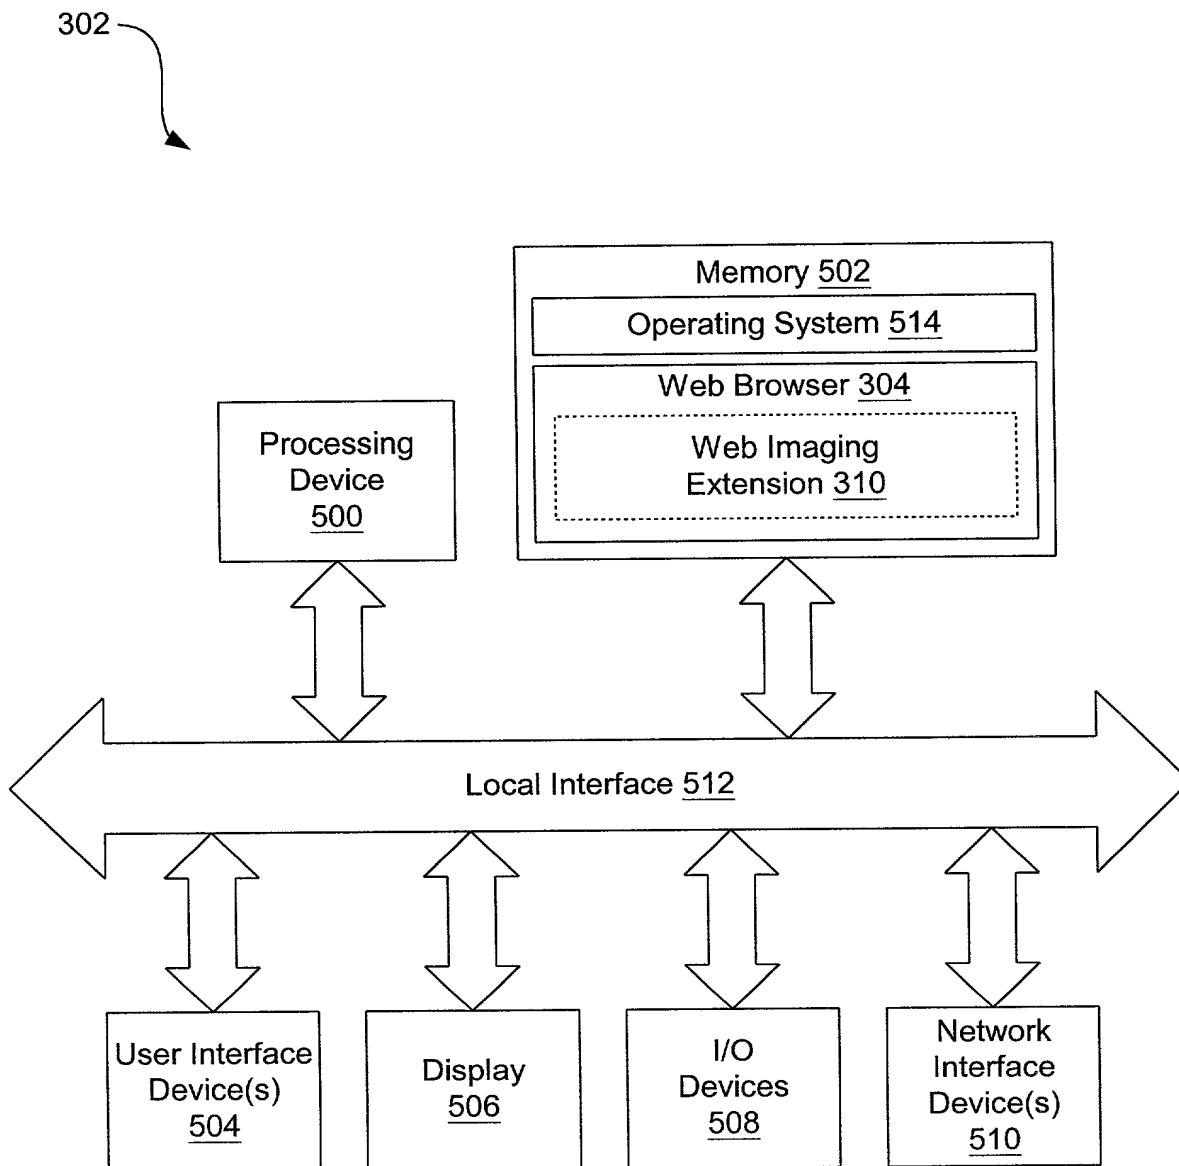 302
Memory 502
Operating System 514
Web Browser 304
Web Imaging
Extension 310
Processing
Device
500
Local Interface 512
User Interface
Device(s)
504
Display
506
I/O
Devices
508
Network
Interface
Device(s)
510